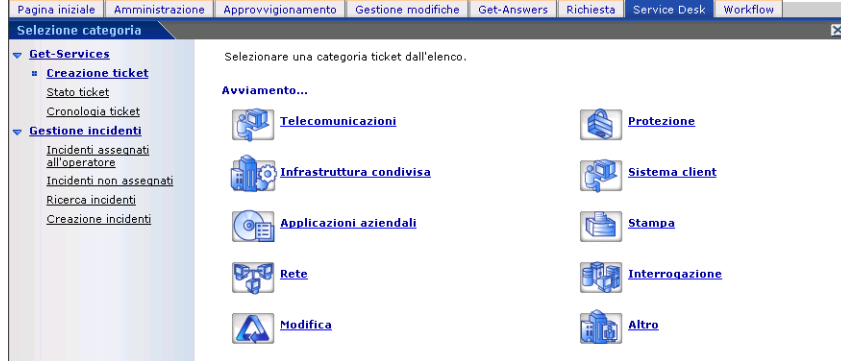 Pagina iniziale Amministrazione Approvvigionamento Gestione modifiche Get-Answers Richiesta Service Desk Workflow
Selezione categoria
Get-Services
Creazione ticket
Stato ticket
Cronologia ticket
Gestione incidenti
Incidenti assegnati
all'operatore
Incidenti non assegnati
Ricerca incidenti
Creazione incidenti
Selezionare una categoria ticket dall'elenco.
Avviamento...
Telecomunicazioni
Protezione
Infrastruttura condivisa
Sistema client
Applicazioni aziendali
Stampa
Rete
Interrogazione
Modifica
Altro